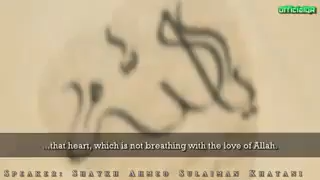 ...that heart, which is not breathing with the love of Allah.
Speaker: Shaykh Ahmed Sulaiman Khatani